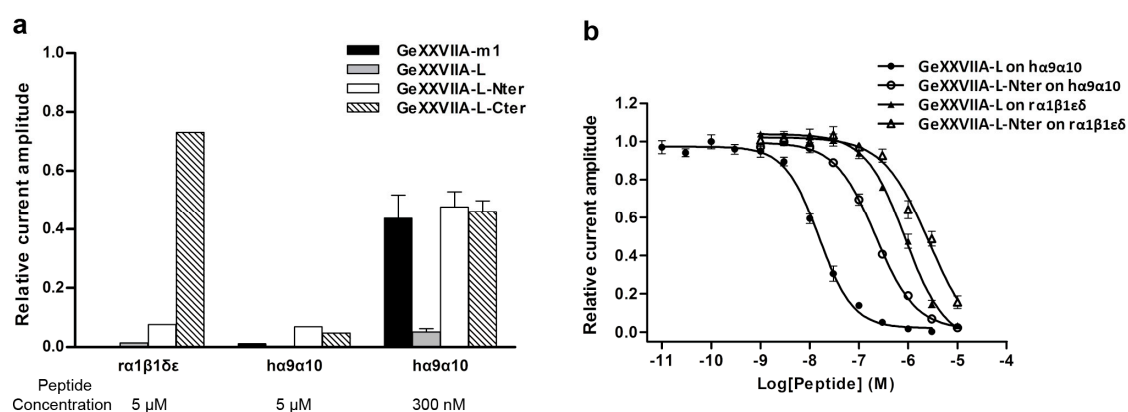 a
1.0
0.8
0.6
0.4
0.2
0.0
Relative current amplitude
GeXXVIIA-m1
GeXXVIIA-L
GeXXVIIA-L-Nter
GeXXVIIA-L-Cter
rα1β1δε
hα9α10
hα9α10
Peptide
Concentration
5 μM
5 μM
300 nM
b
GeXXVIIA-L on hα9α10
GeXXVIIA-L-Nter on hα9α10
GeXXVIIA-L on rα1β1εδ
GeXXVIIA-L-Nter on rα1β1εδ
1.2
1.0
0.8
0.6
0.4
0.2
0.0
Relative current amplitude
-11
-10
-9
-8
-7
-6
-5
-4
Log[Peptide] (M)